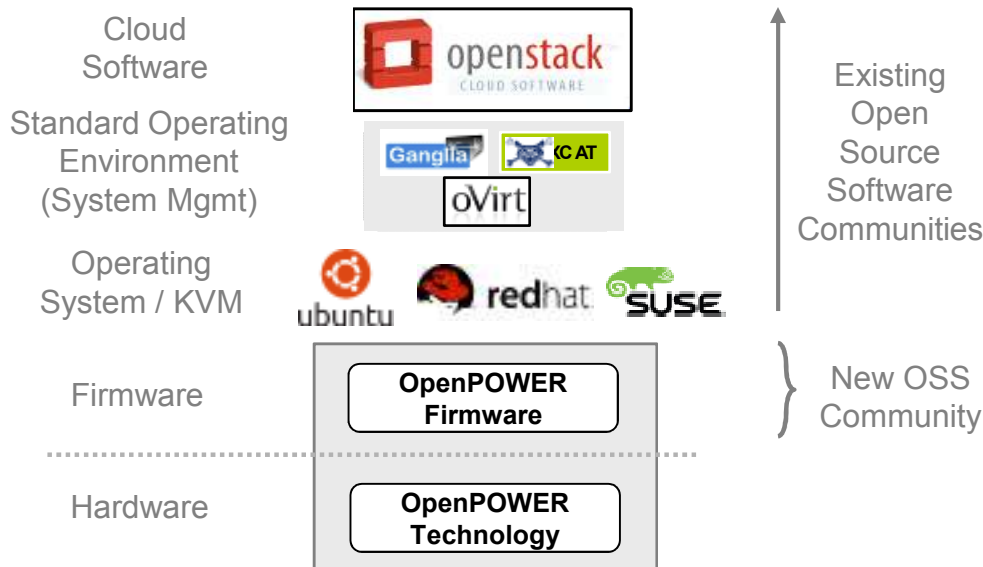 Cloud
Software
openstack
CLOUD SOFTWARE
Existing
Open
Source
Software
Communities
Standard Operating
Environment
(System Mgmt)
Ganglia
XCAT
oVirt
Operating
System / KVM
ubuntu
redhat
SUSE
Firmware
OpenPOWER
Firmware
New OSS
Community
Hardware
OpenPOWER
Technology